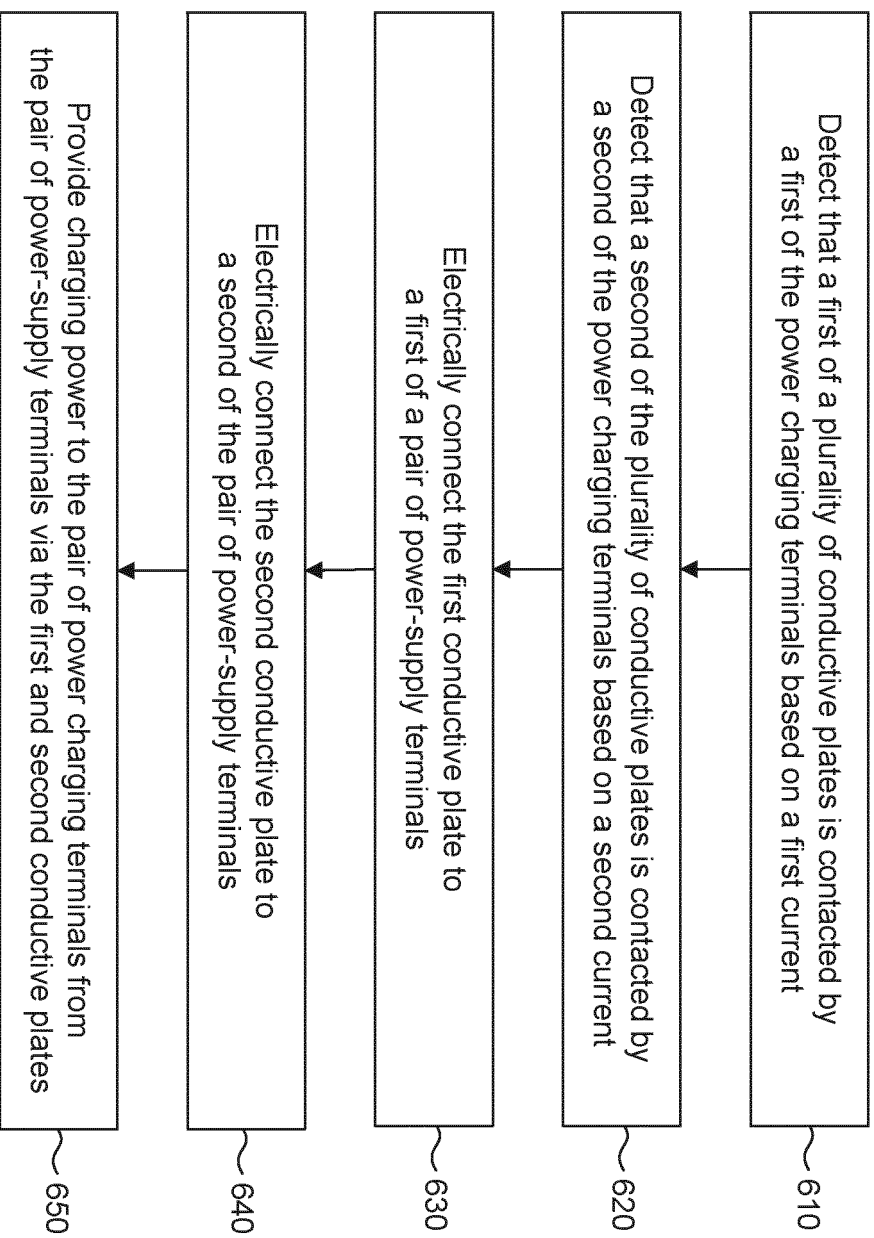 Detect that a first of a plurality of conductive plates is contacted by
a first of the power charging terminals based on a first current
610
Detect that a second of the plurality of conductive plates is contacted by
a second of the power charging terminals based on a second current
620
Electrically connect the first conductive plate to
a first of a pair of power-supply terminals
630
Electrically connect the second conductive plate to
a second of the pair of power-supply terminals
640
Provide charging power to the pair of power charging terminals from
the pair of power-supply terminals via the first and second conductive plates
650